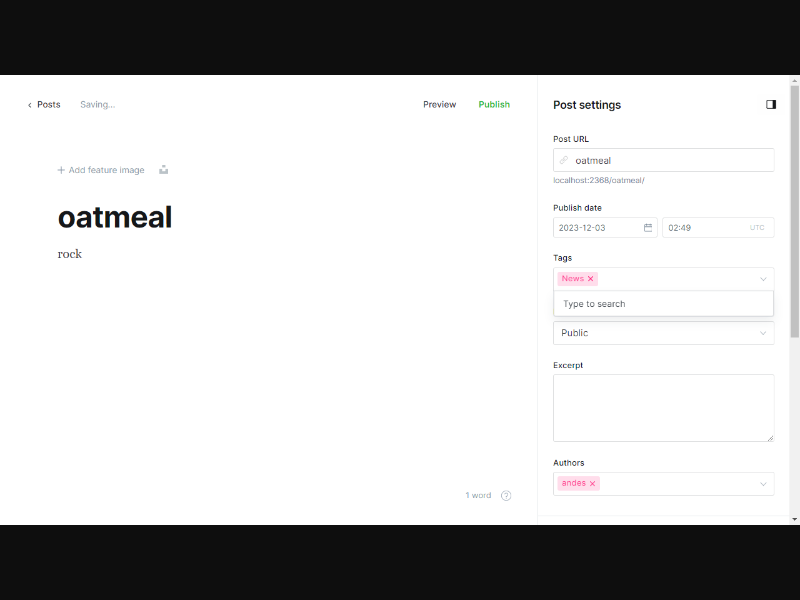 Posts
Saving...
Preview
Publish
Add feature image
oatmeal
rock
1 word
?
Post settings
Post URL
oatmeal
localhost:2368/oatmeal/
Publish date
2023-12-03
02:49
UTC
Tags
News ×
Type to search
Public
Excerpt
Authors
andes ×